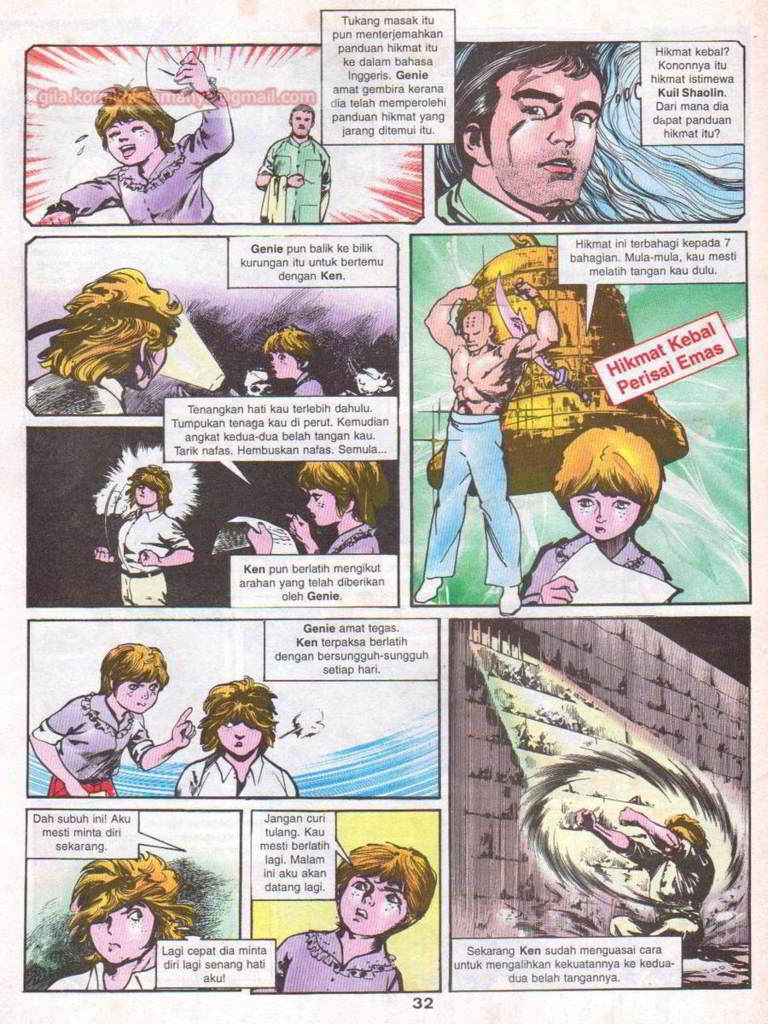 Tukang masak itu
pun menterjemahkan
panduan hikmat itu
ke dalam bahasa
Inggeris. Genie
amat gembira kerana
dia telah memperolehi
panduan hikmat yang
jarang ditemui itu.
Hikmat kebal?
Kononnya itu
hikmat istimewa
Kuil Shaolin.
Dari mana dia
dapat panduan
hikmat itu?
Genie pun balik ke bilik
kurungan itu untuk bertemu
dengan Ken.
Hikmat ini terbahagi kepada 7
bahagian. Mula-mula, kau mesti
melatih tangan kau dulu.
Hikmat Kebal
Perisai Emas
Tenangkan hati kau terlebih dahulu.
Tumpukan tenaga kau di perut. Kemudian
angkat kedua-dua belah tangan kau.
Tarik nafas. Hembuskan nafas. Semula...
Ken pun berlatih mengikut
arahan yang telah diberikan
oleh Genie.
Genie amat tegas.
Ken terpaksa berlatih
dengan bersungguh-sungguh
setiap hari.
Dah subuh ini! Aku
mesti minta diri
sekarang.
Lagi cepat dia minta
diri lagi senang hati
aku!
Jangan curi
tulang. Kau
mesti berlatih
lagi. Malam
ini aku akan
datang lagi.
Sekarang Ken sudah menguasai cara
untuk mengalihkan kekuatannya ke kedua-
dua belah tangannya.
32